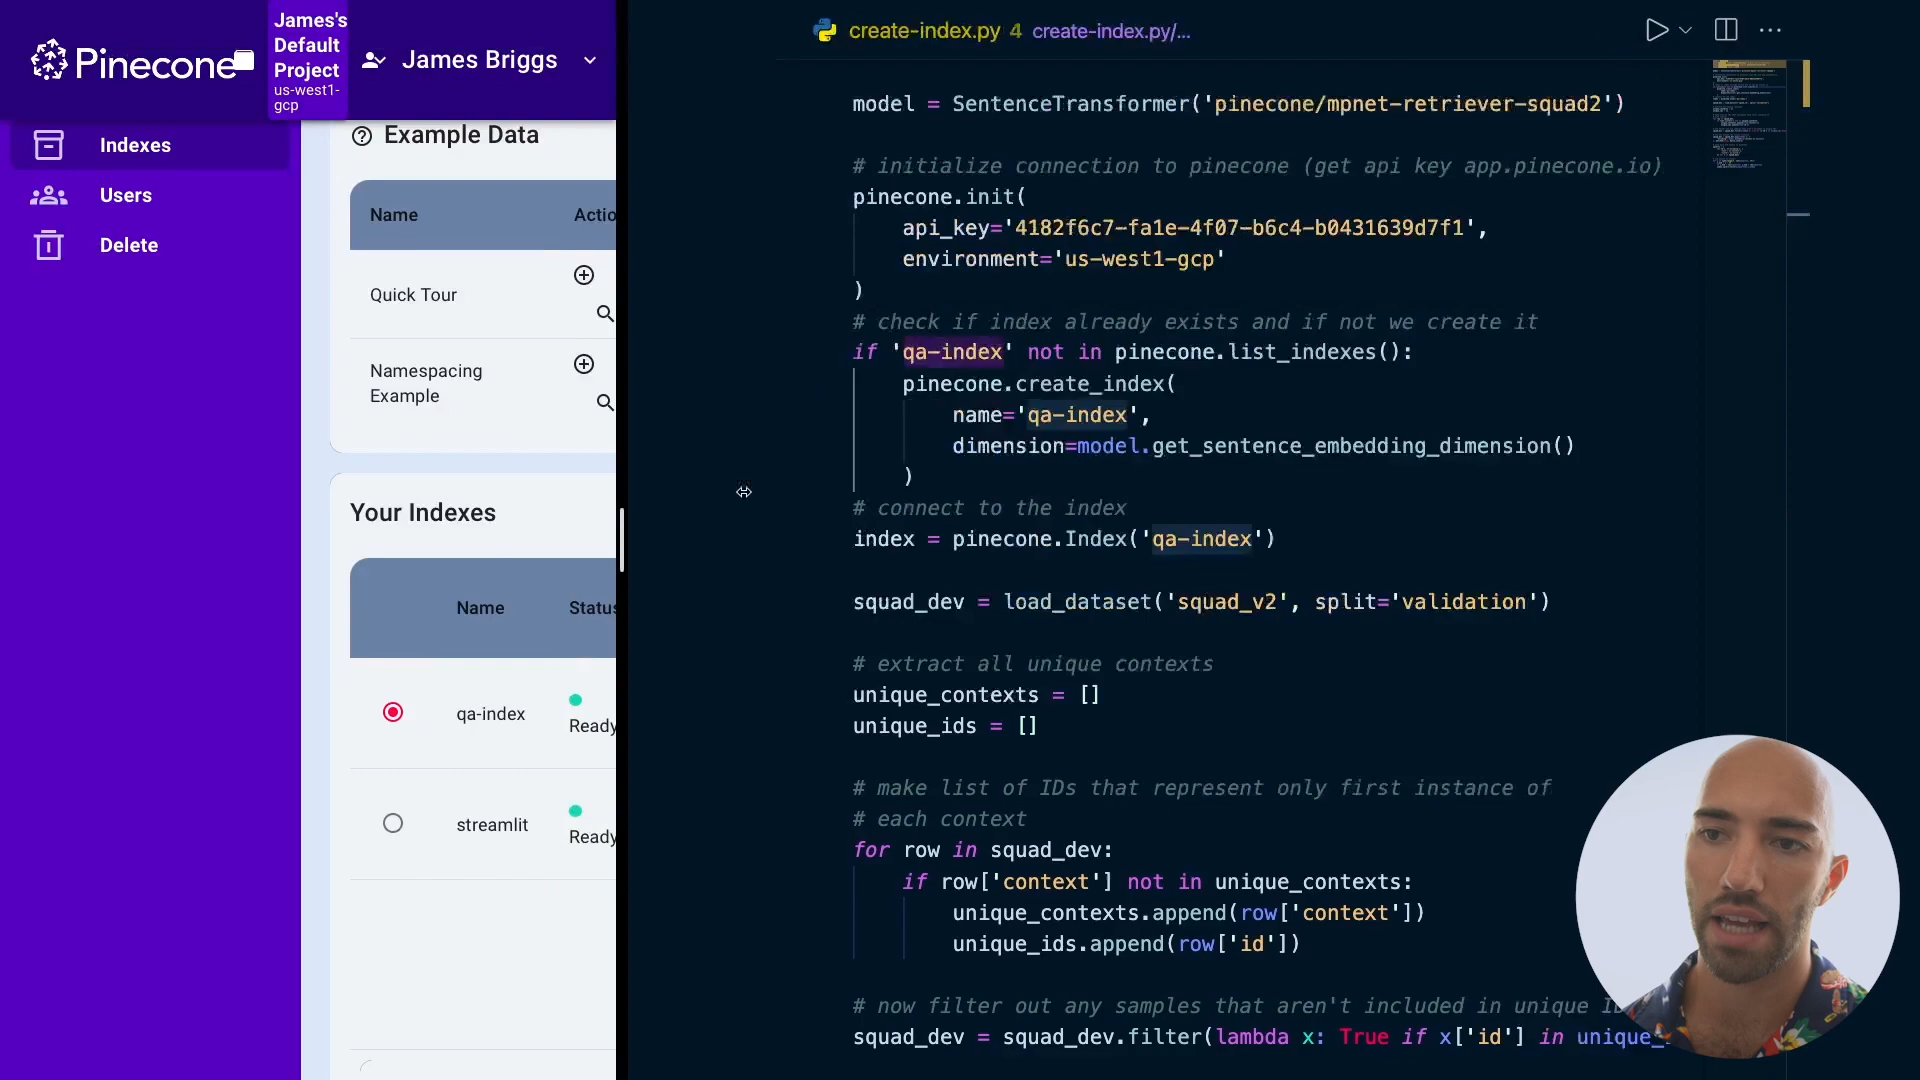 Pinecone
James's
Default
Project
us-west1-
gcp
James Briggs
Indexes
Users
Delete
Example Data
Name
Actio
Quick Tour
Namespacing
Example
Your Indexes
Name
Status
qa-index
Ready
streamlit
Ready
create-index.py 4 create-index.py/...
model = SentenceTransformer('pinecone/mpnet-retriever-squad2')
# initialize connection to pinecone (get api key app.pinecone.io)
pinecone.init(
api_key='4182f6c7-fa1e-4f07-b6c4-b0431639d7f1',
environment='us-west1-gcp'
)
# check if index already exists and if not we create it
if 'qa-index' not in pinecone.list_indexes():
pinecone.create_index(
name='qa-index',
dimension=model.get_sentence_embedding_dimension()
)
# connect to the index
index = pinecone.Index('qa-index')
squad_dev = load_dataset('squad_v2', split='validation')
# extract all unique contexts
unique_contexts = []
unique_ids = []
# make list of IDs that represent only first instance of
# each context
for row in squad_dev:
if row['context'] not in unique_contexts:
unique_contexts.append(row['context'])
unique_ids.append(row['id'])
# now filter out any samples that aren't included in unique I
squad_dev = squad_dev.filter(lambda x: True if x['id'] in unique_